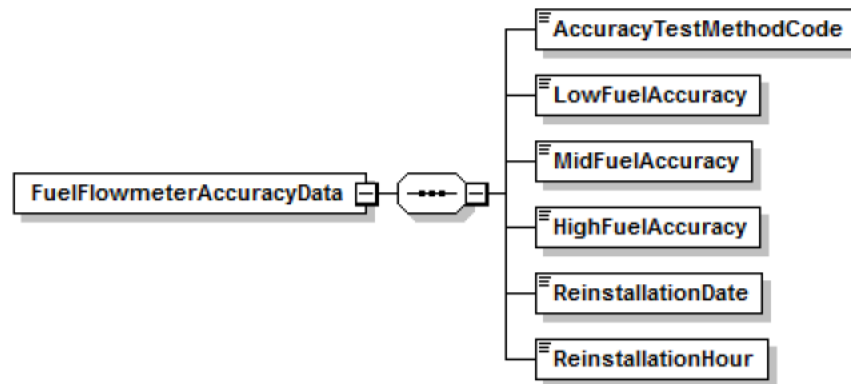 AccuracyTestMethodCode
LowFuelAccuracy
MidFuelAccuracy
FuelFlowmeterAccuracyData
HighFuelAccuracy
ReinstallationDate
ReinstallationHour